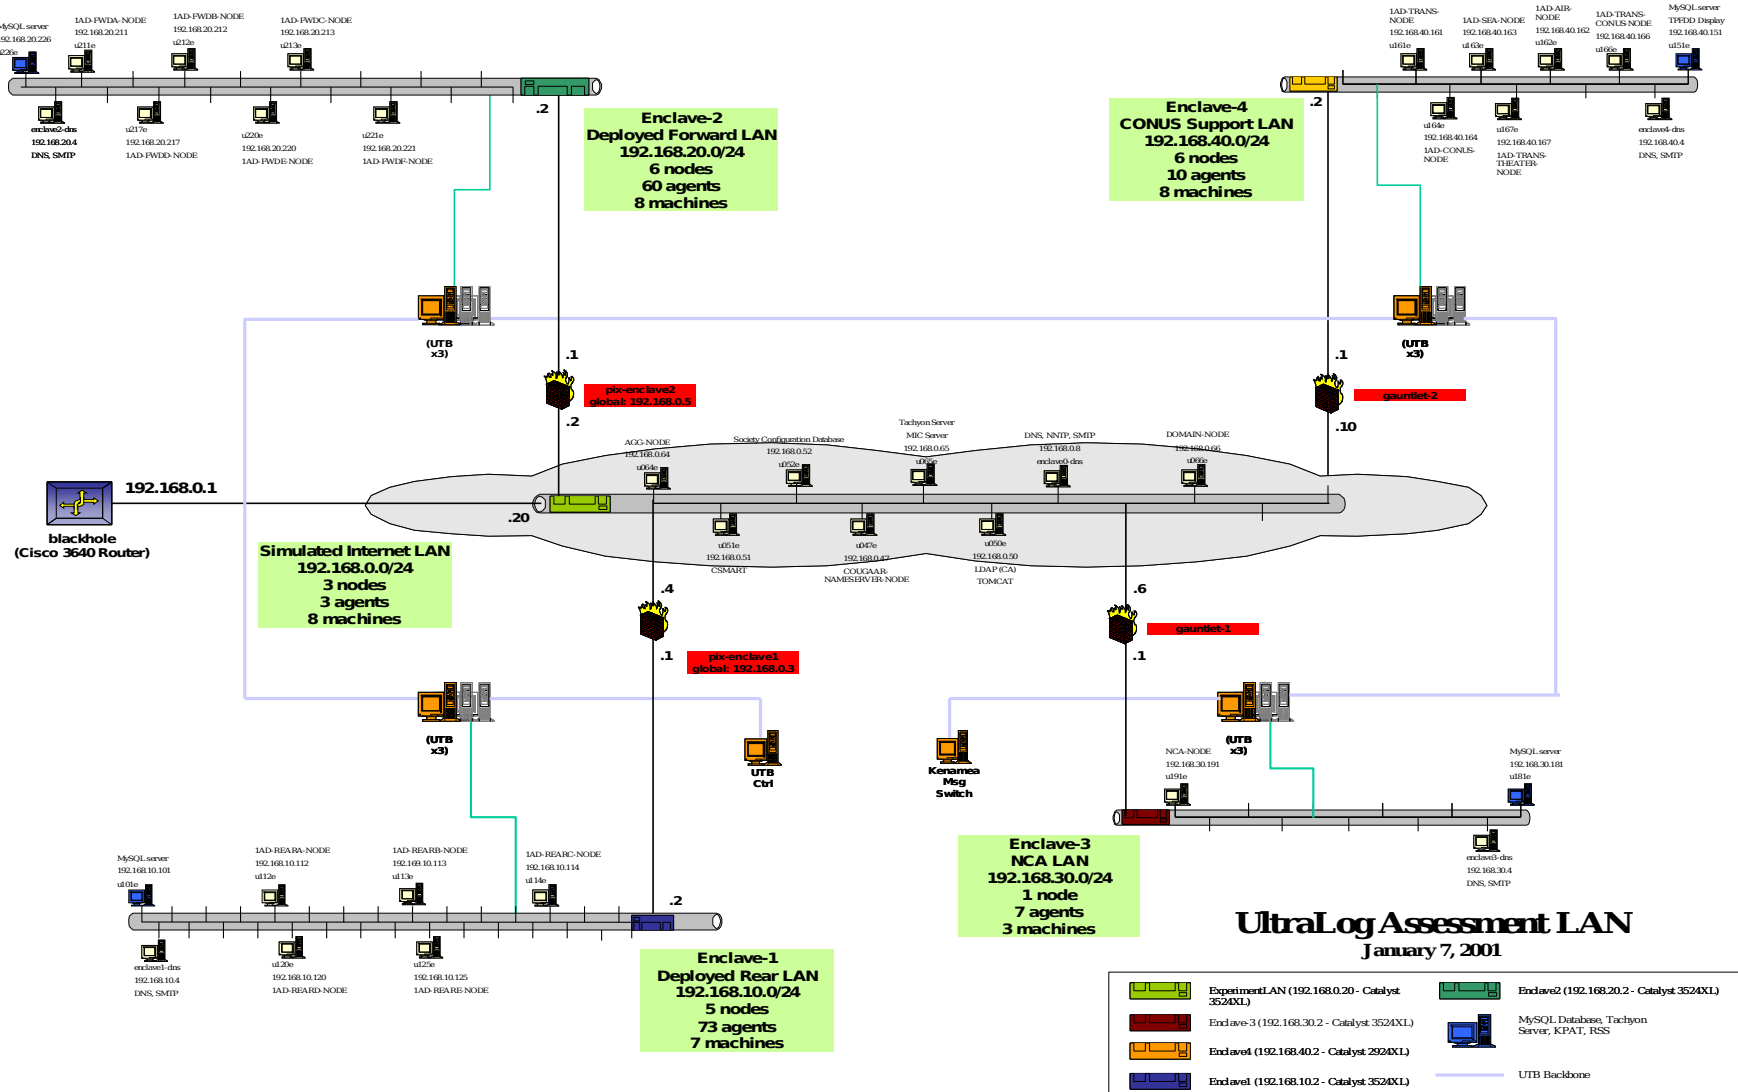 MySQL server
192.168.20.226
u226e
1AD-FWDA-NODE
192.168.20.211
u211e
1AD-FWDB-NODE
192.168.20.212
u212e
1AD-FWDC-NODE
192.168.20.213
u213e
enclave2-dns
192.168.20.4
DNS, SMTP
u217e
192.168.20.217
1AD-FWDD-NODE
u220e
192.168.20.220
1AD-FWDE-NODE
u221e
192.168.20.221
1AD-FWDF-NODE
.2
Enclave-2
Deployed Forward LAN
192.168.20.0/24
6 nodes
60 agents
8 machines
1AD-TRANS-
NODE
192.168.40.161
u161e
1AD-SEA-NODE
192.168.40.163
u163e
1AD-AIR-
NODE
192.168.40.162
u162e
1AD-TRANS-
CONUS-NODE
192.168.40.166
u166e
MySQL server
TPFDD Display
192.168.40.151
u151e
.2
Enclave-4
CONUS Support LAN
192.168.40.0/24
6 nodes
10 agents
8 machines
u164e
192.168.40.164
1AD-CONUS-
NODE
u167e
192.168.40.167
1AD-TRANS-
THEATER-
NODE
enclave4-dns
192.168.40.4
DNS, SMTP
(UTB
x3)
.1
pix-enclave2
global: 192.168.0.5
.2
(UTB
x3)
.1
gauntlet-2
.10
AGG-NODE
192.168.0.64
u064e
Society Configuration Database
192.168.0.52
u052e
Tachyon Server
MIC Server
192.168.0.65
u065e
DNS, NNTP, SMTP
192.168.0.8
enclave0-dns
DOMAIN-NODE
192.168.0.66
u066e
192.168.0.1
.20
blackhole
(Cisco 3640 Router)
u051e
192.168.0.51
CSMART
u047e
192.168.0.47
COUGAAR-
NAMESERVER-NODE
u050e
192.168.0.50
LDAP (CA)
TOMCAT
Simulated Internet LAN
192.168.0.0/24
3 nodes
3 agents
8 machines
.4
.1
pix-enclave1
global: 192.168.0.3
.6
gauntlet-1
.1
(UTB
x3)
UTB
Ctrl
Kenamea
Msg
Switch
(UTB
x3)
NCA-NODE
192.168.30.191
u191e
MySQL server
192.168.30.181
u181e
enclave3-dns
192.168.30.4
DNS, SMTP
Enclave-3
NCA LAN
192.168.30.0/24
1 node
7 agents
3 machines
MySQL server
192.168.10.101
u101e
1AD-REARA-NODE
192.168.10.112
u112e
1AD-REARB-NODE
192.169.10.113
u113e
1AD-REARC-NODE
192.168.10.114
u114e
.2
enclave1-dns
192.168.10.4
DNS, SMTP
u120e
192.168.10.120
1AD-REARD-NODE
u125e
192.168.10.125
1AD-REARE-NODE
Enclave-1
Deployed Rear LAN
192.168.10.0/24
5 nodes
73 agents
7 machines
UltraLog Assessment LAN
January 7, 2001
ExperimentLAN (192.168.0.20 - Catalyst
3524XL)
Enclave-3 (192.168.30.2 - Catalyst 3524XL)
Enclave4 (192.168.40.2 - Catalyst 2924XL)
Enclave1 (192.168.10.2 - Catalyst 3524XL)
Enclave2 (192.168.20.2 - Catalyst 3524XL)
MySQL Database, Tachyon
Server, KPAT, RSS
UTB Backbone